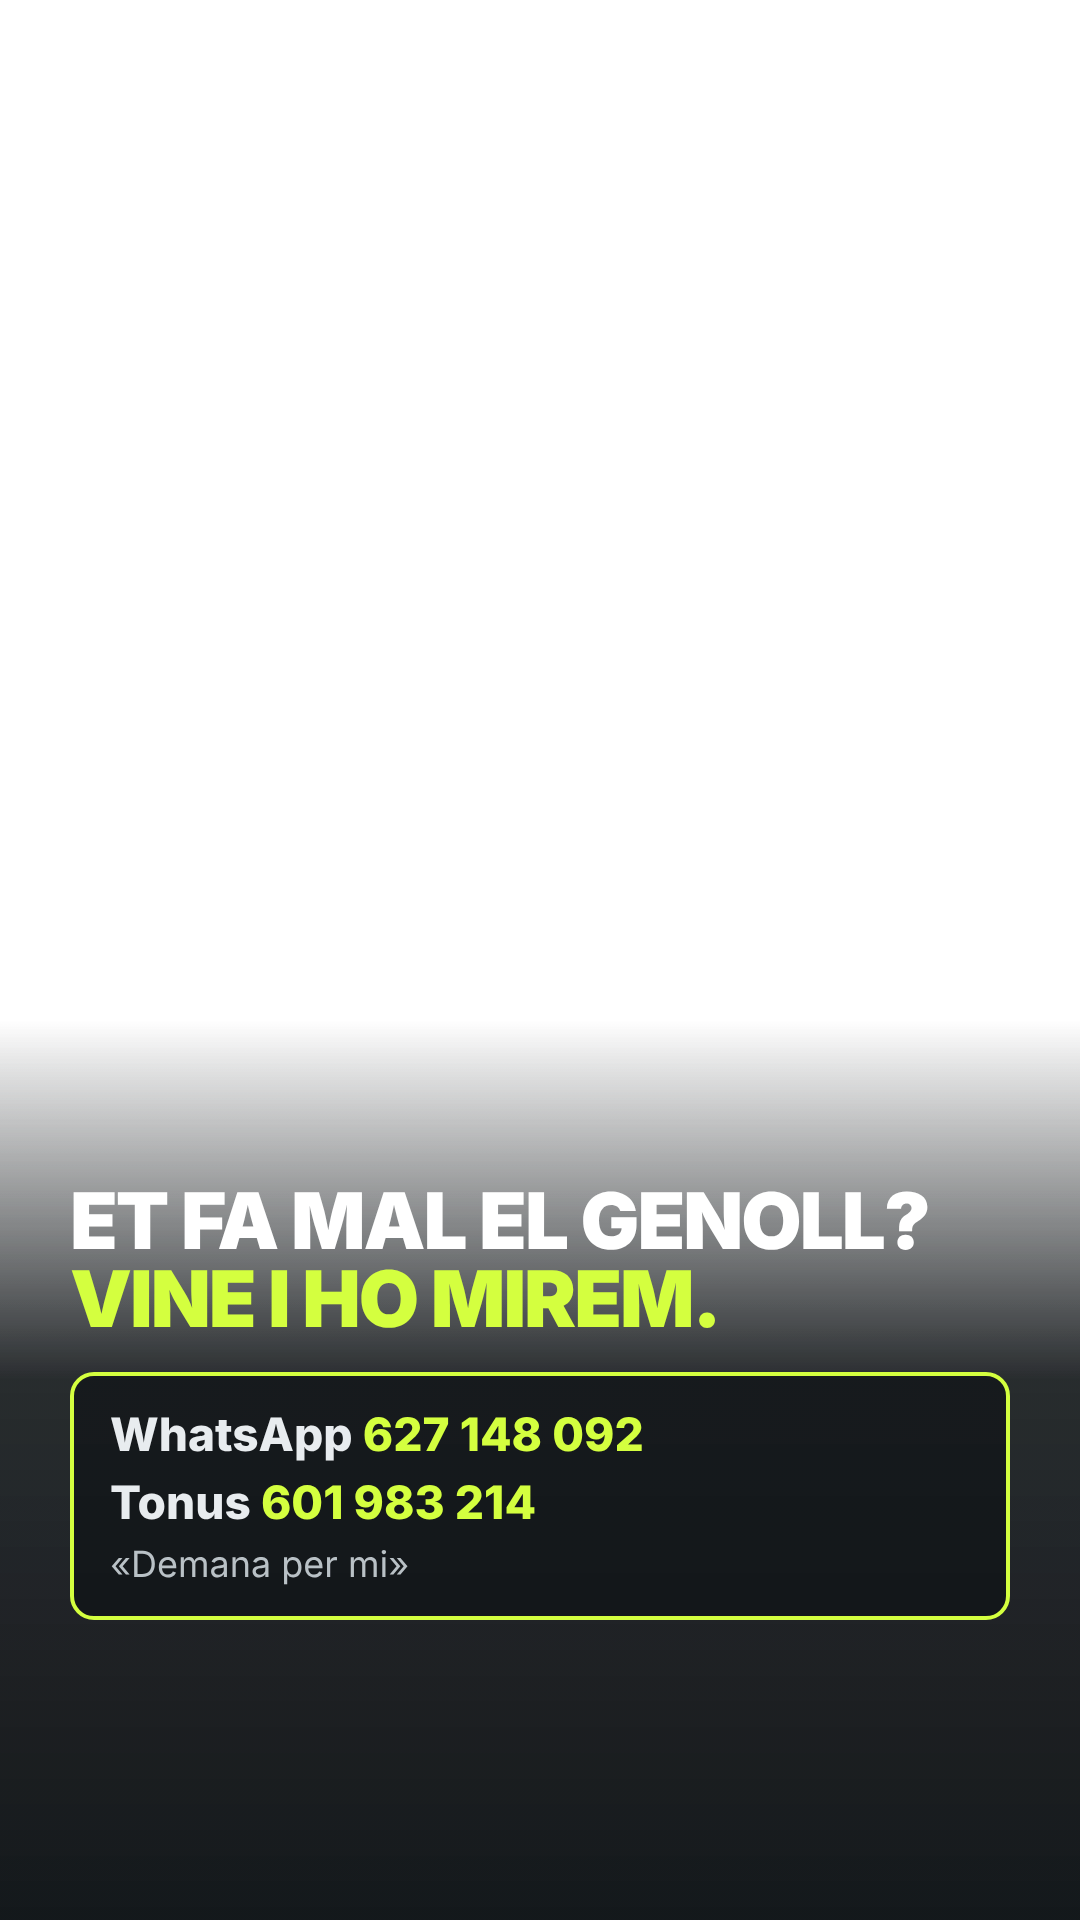 ET FA MAL EL GENOLL?
VINE I HO MIREM.
WhatsApp 627 148 092
Tonus 601 983 214
«Demana per mi»